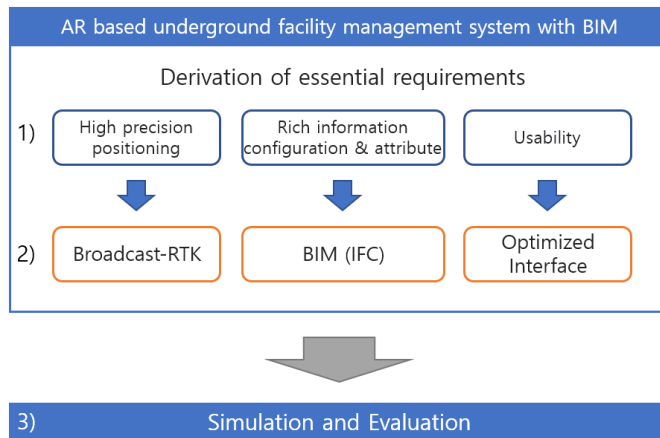 AR based underground facility management system with BIM
Derivation of essential requirements
1)
High precision
positioning
Rich information
configuration & attribute
Usability
2)
Broadcast-RTK
BIM (IFC)
Optimized
Interface
3)
Simulation and Evaluation